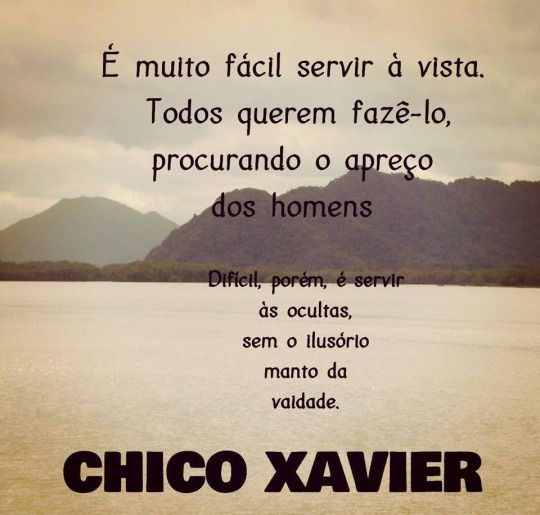 É muito fácil servir à vista.
Todos querem fazê-lo,
procurando o apreço
dos homens
Difícil, porém, é servir
às ocultas,
sem o ilusório
manto da
vaidade.
CHICO XAVIER